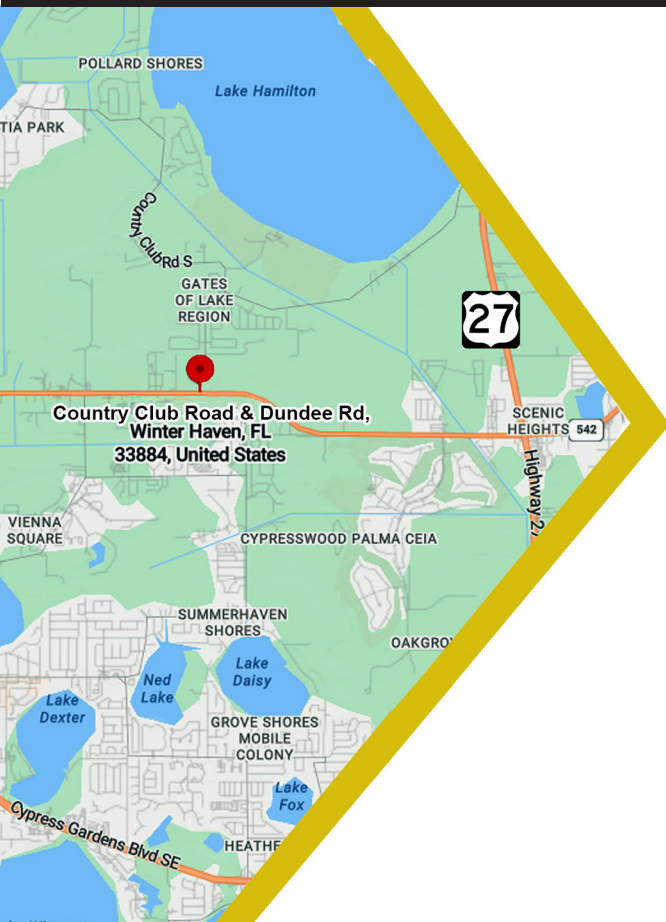 POLLARD SHORES
Lake Hamilton
TIA PARK
Country Club Rd S
GATES
OF LAKE
REGION
27
Country Club Road & Dundee Rd,
Winter Haven, FL
33884, United States
SCENIC
HEIGHTS
542
Highway 27
VIENNA
SQUARE
CYPRESSWOOD PALMA CEIA
SUMMERHAVEN
SHORES
OAKGROV
Lake
Daisy
Ned
Lake
Lake
Dexter
GROVE SHORES
MOBILE
COLONY
Lake
Fox
Cypress Gardens Blvd SE
HEATHE